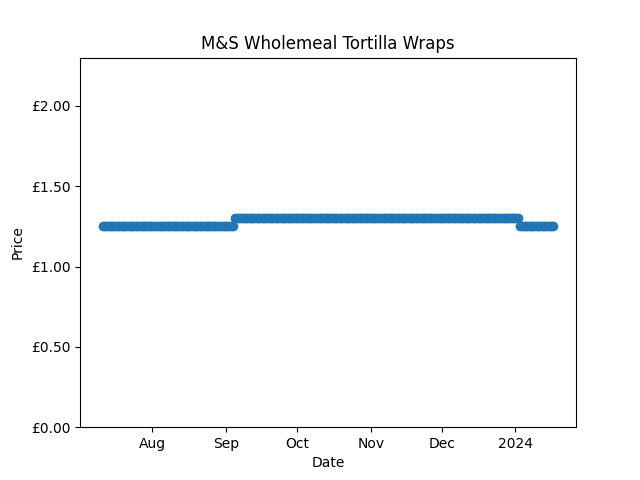 M&S Wholemeal Tortilla Wraps
£2.00
£1.50
£1.00
£0.50
£0.00
Price
Aug Sep Oct Nov Dec 2024
Date